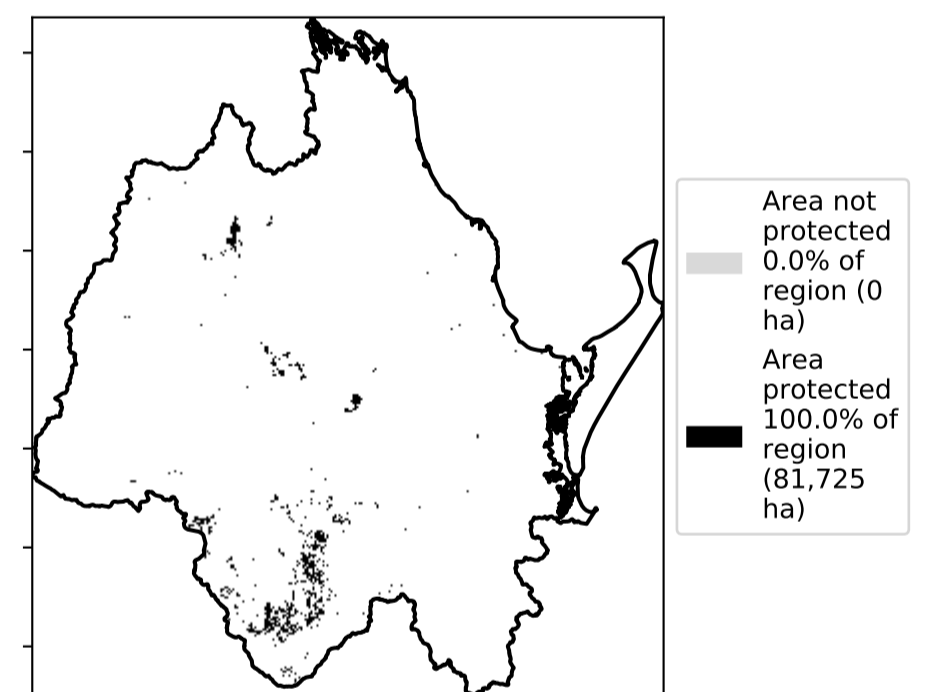 Area not
protected
0.0% of
region (0
ha)
Area
protected
100.0% of
region
(81,725
ha)